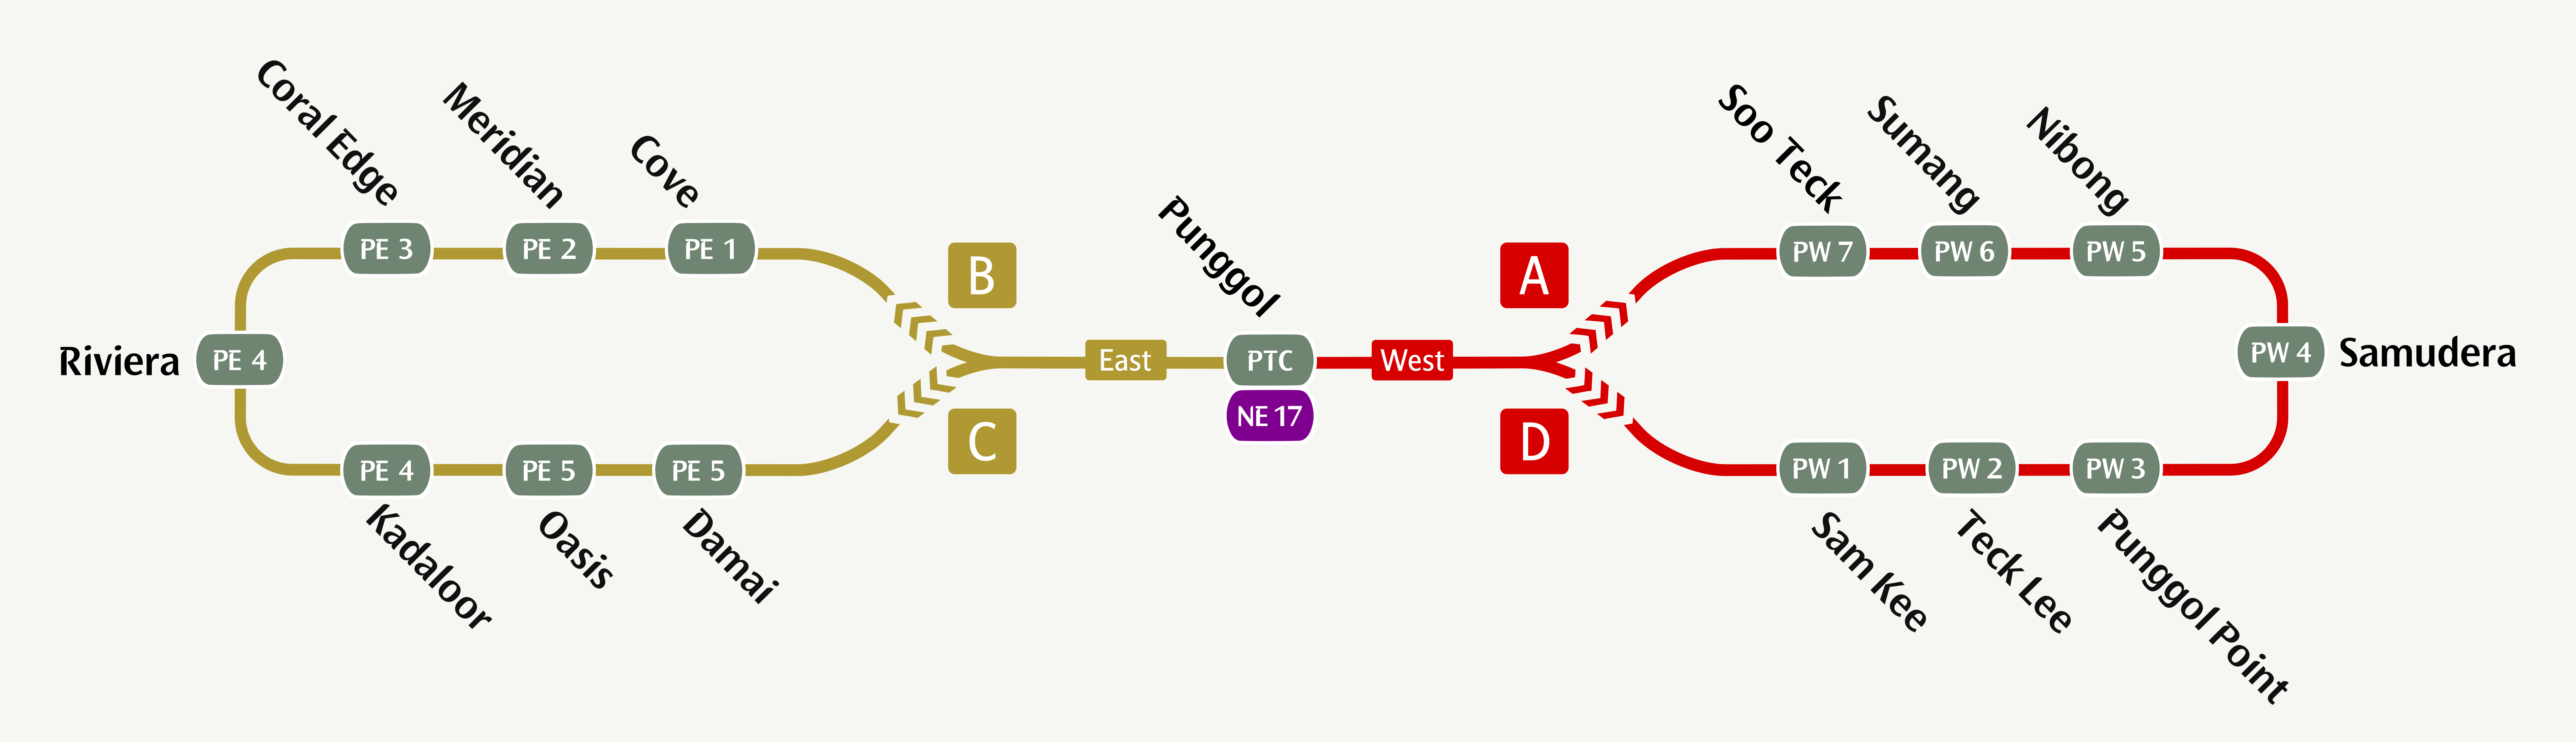 Coral Edge
Meridian
Cove
PE 3
PE 2
PE 1
Riviera
PE 4
PE 4
PE 5
PE 5
Kadaloor
Oasis
Damai
B
C
East
Punggol
PTC
NE 17
West
A
D
Soo Teck
Sumang
Nibong
PW 7
PW 6
PW 5
PW 4
Samudera
PW 1
PW 2
PW 3
Sam Kee
Teck Lee
Punggol Point